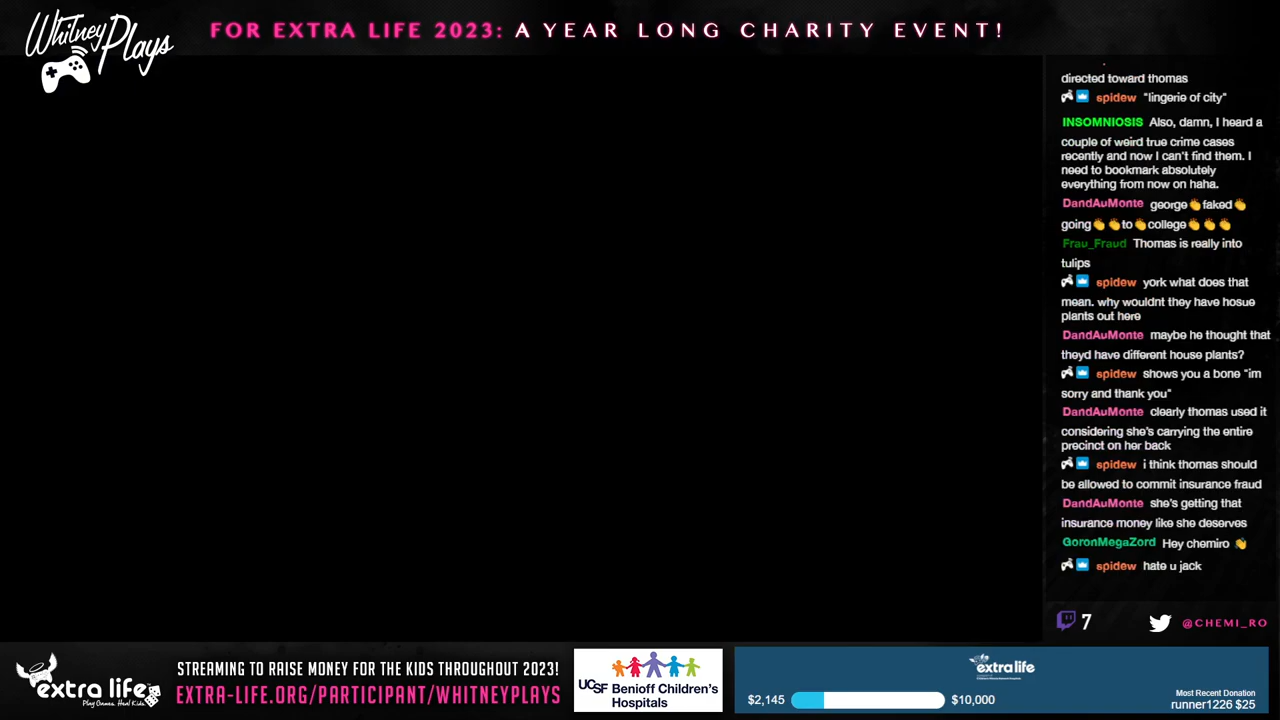 Whitney Plays
FOR EXTRA LIFE 2023: A YEAR LONG CHARITY EVENT!
directed toward thomas
spidew "lingerie of city"
INSOMNIOSIS Also, damn, I heard a
couple of weird true crime cases
recently and now I can't find them. I
need to bookmark absolutely
everything from now on haha.
DandAuMonte george👏faked👏
going👏👏to👏college👏👏👏
Frau_Fraud Thomas is really into
tulips
spidew york what does that
mean. why wouldnt they have hosue
plants out here
DandAuMonte maybe he thought that
theyd have different house plants?
spidew shows you a bone "im
sorry and thank you"
DandAuMonte clearly thomas used it
considering she's carrying the entire
precinct on her back
spidew i think thomas should
be allowed to commit insurance fraud
DandAuMonte she's getting that
insurance money like she deserves
GoronMegaZord Hey chemiro 👋
spidew hate u jack
7
@CHEMI_RO
extra life
Play Games. Heal Kids.
STREAMING TO RAISE MONEY FOR THE KIDS THROUGHOUT 2023!
EXTRA-LIFE.ORG/PARTICIPANT/WHITNEYPLAYS
UCSF Benioff Children's
Hospitals
extra life
$2,145
$10,000
Most Recent Donation
runner1226 $25